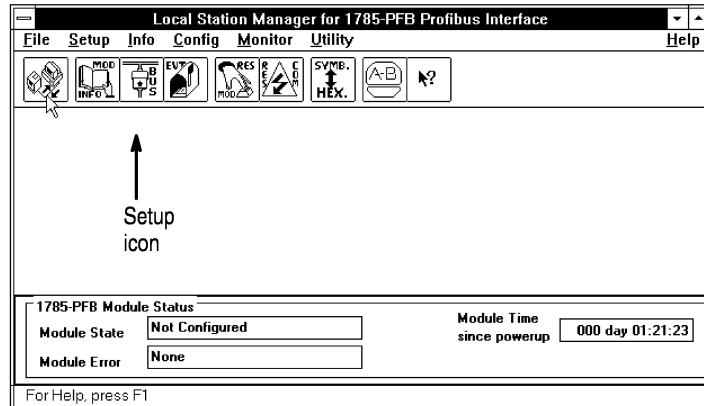 Local Station Manager for 1785-PFB Profibus Interface
File Setup Info Config Monitor Utility Help
MOD INFO
BUS
EVT
RES MOD
RES COM
SYMB. HEX.
A-B
?
Setup
icon
1785-PFB Module Status
Module State Not Configured
Module Error None
Module Time
since powerup 000 day 01:21:23
For Help, press F1